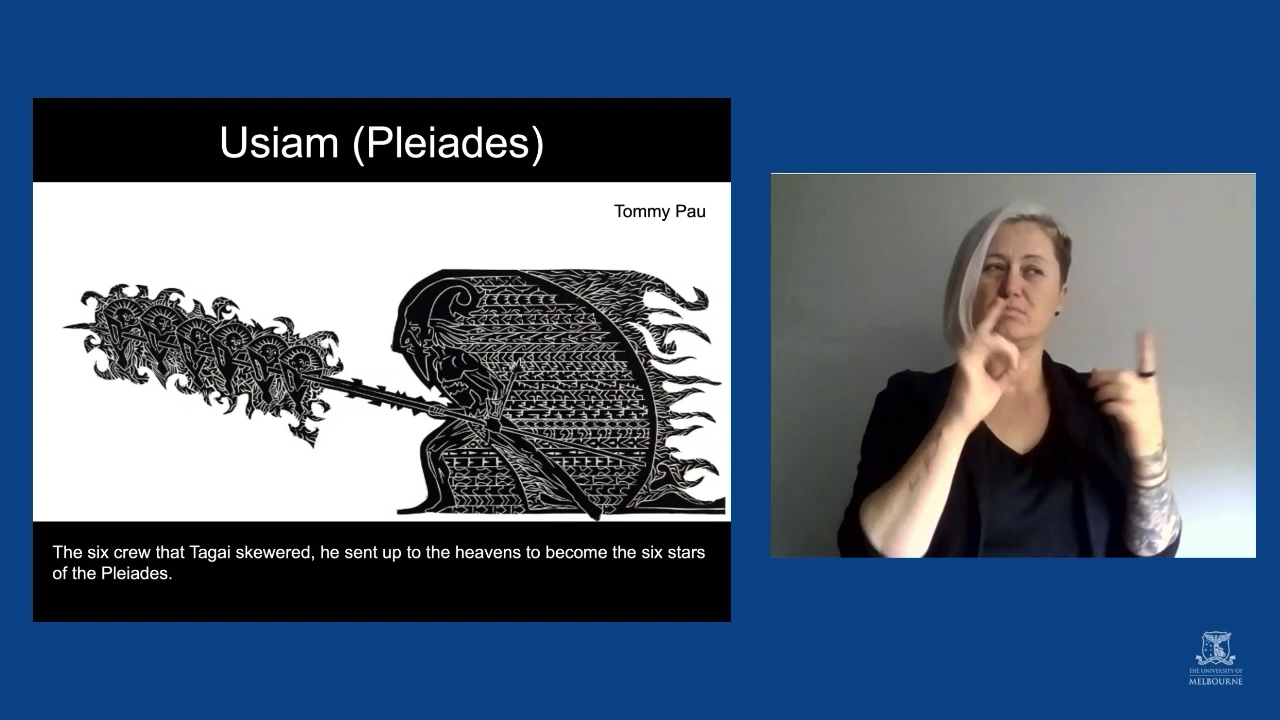 Usiam (Pleiades)
Tommy Pau
The six crew that Tagai skewered, he sent up to the heavens to become the six stars
of the Pleiades.
THE UNIVERSITY OF
MELBOURNE